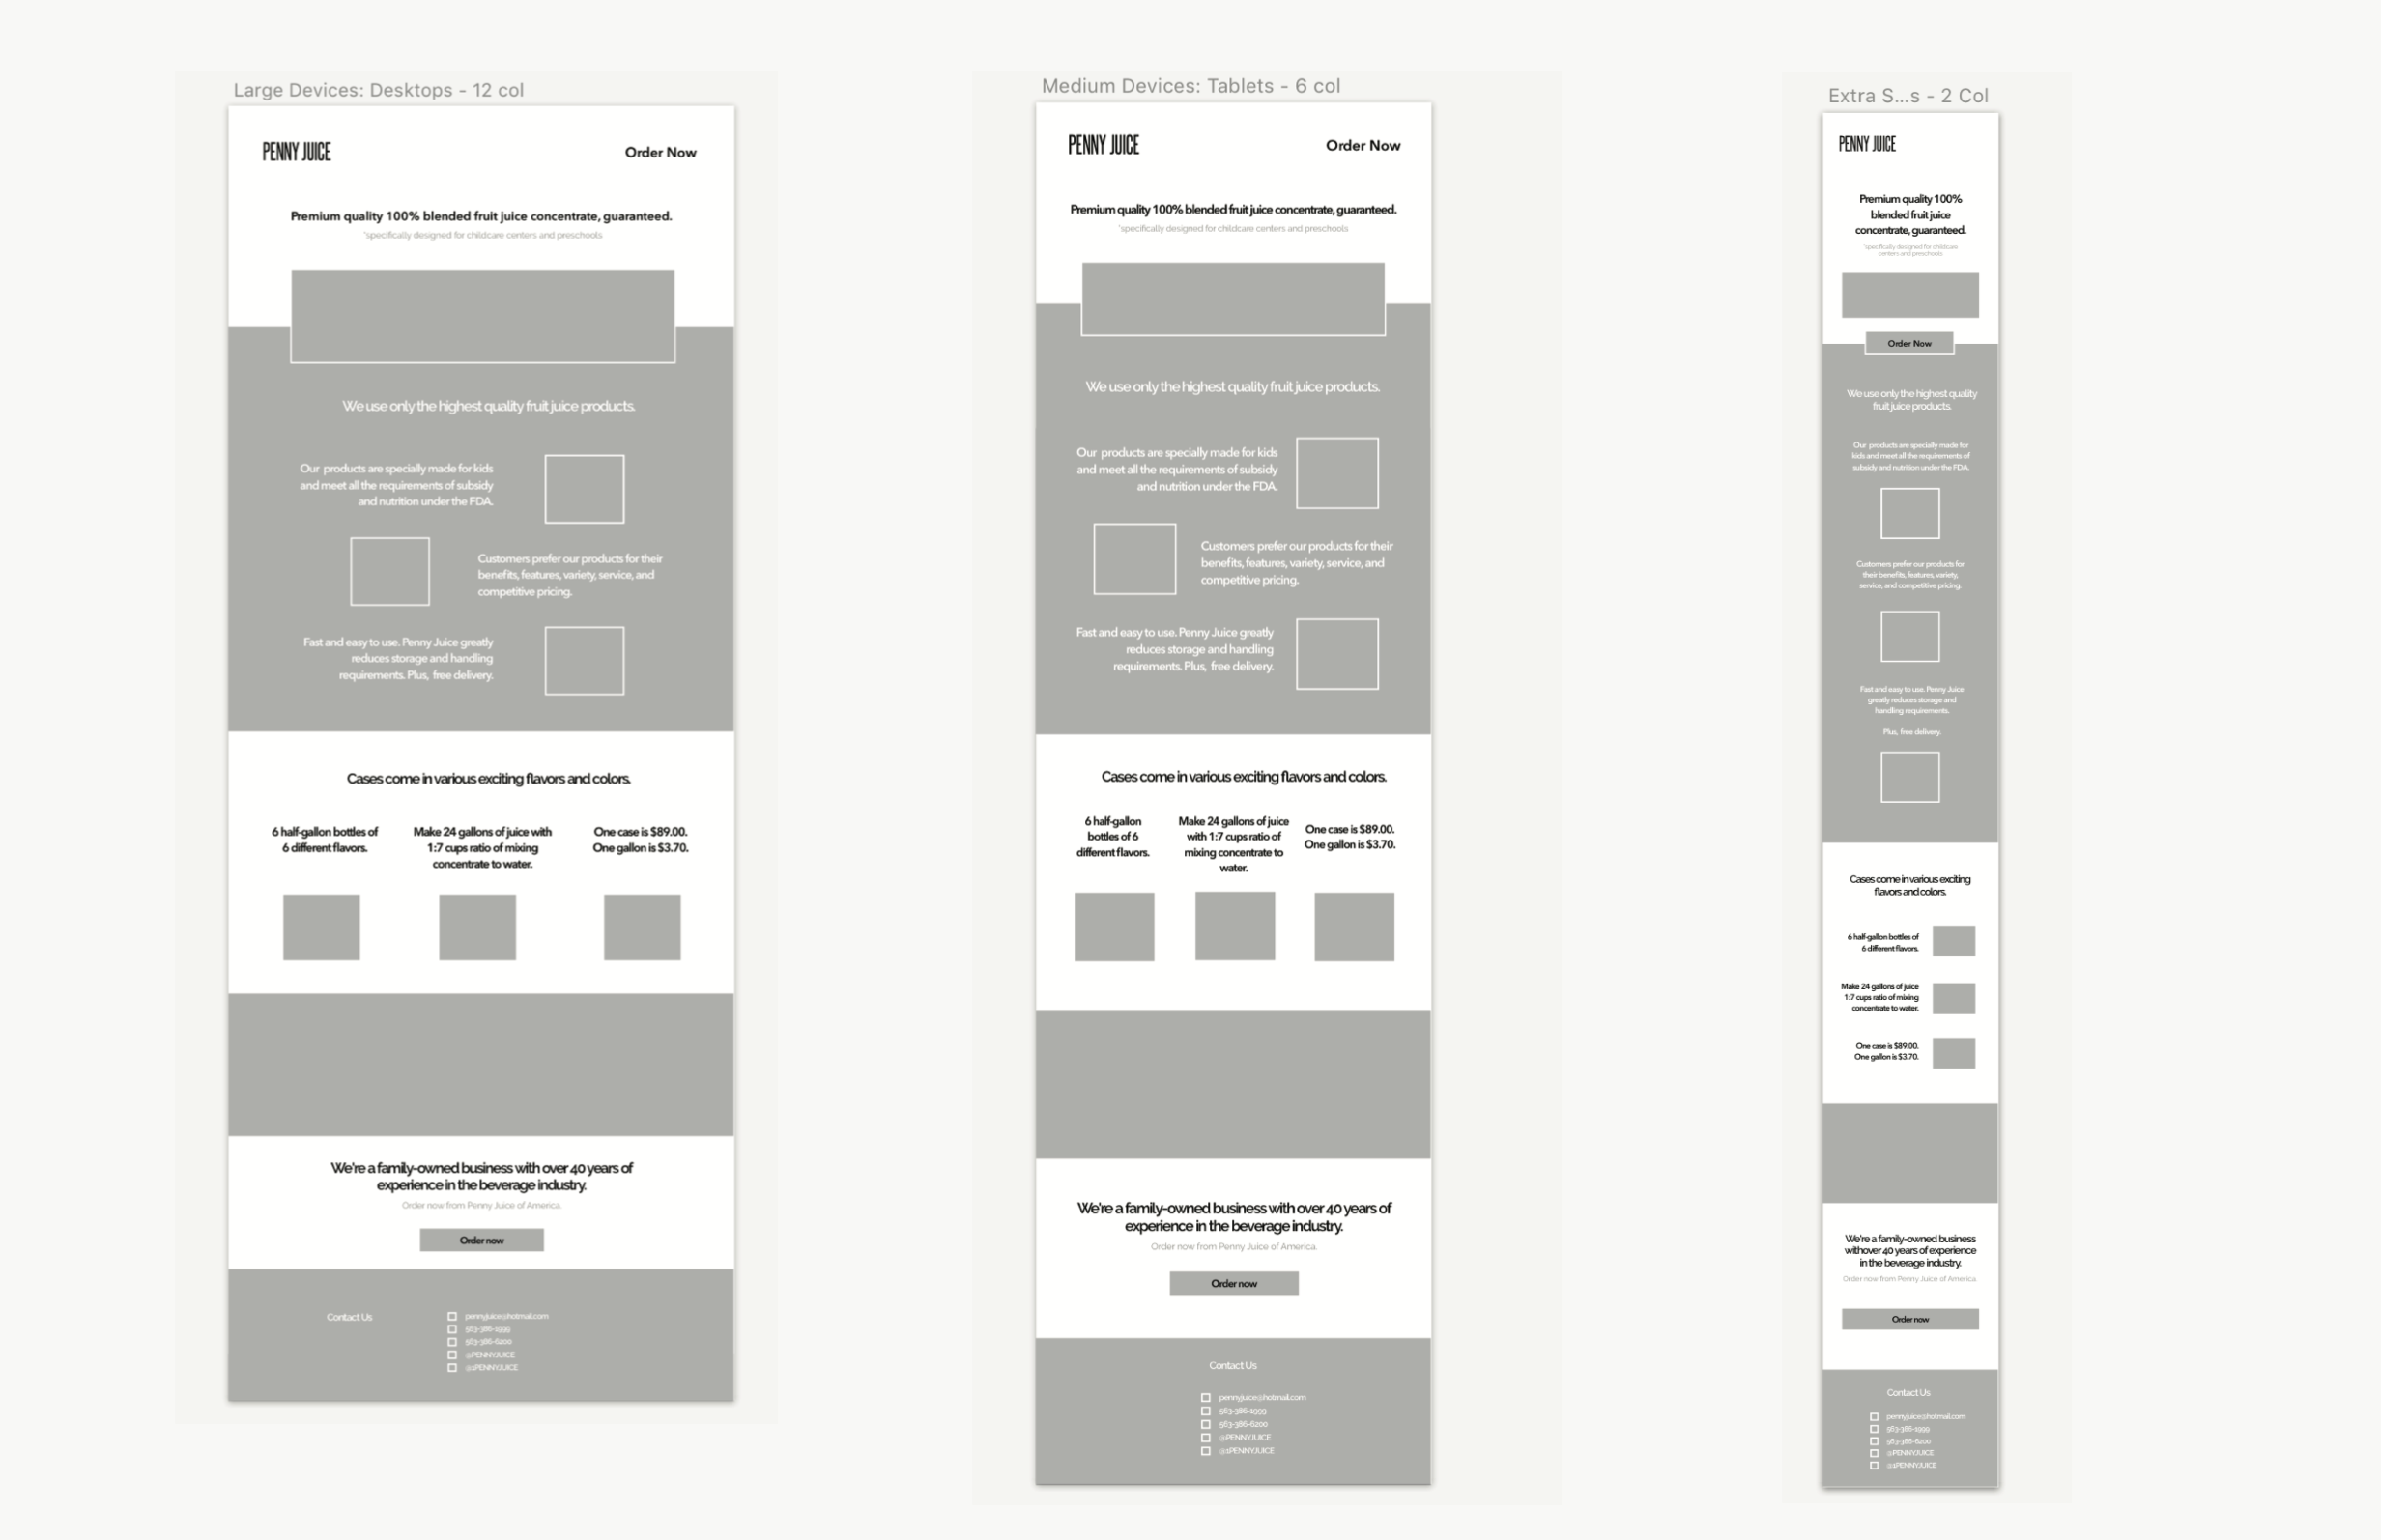 Large Devices: Desktops - 12 col
PENNY JUICE
Order Now
Premium quality 100% blended fruit juice concentrate, guaranteed.
*specifically designed for childcare centers and preschools
We use only the highest quality fruit juice products.
Our products are specially made for kids
and meet all the requirements of subsidy
and nutrition under the FDA.
Customers prefer our products for their
benefits, features, variety, service, and
competitive pricing.
Fast and easy to use. Penny Juice greatly
reduces storage and handling
requirements. Plus, free delivery.
Cases come in various exciting flavors and colors.
6 half-gallon bottles of
6 different flavors.
Make 24 gallons of juice with
1:7 cups ratio of mixing
concentrate to water.
One case is $89.00.
One gallon is $3.70.
We're a family-owned business with over 40 years of
experience in the beverage industry.
Order now from Penny Juice of America.
Order now
Contact Us
pennyjuice@hotmail.com
563-386-1999
563-386-6200
@PENNYJUICE
@1PENNYJUICE
Medium Devices: Tablets - 6 col
PENNY JUICE
Order Now
Premium quality 100% blended fruit juice concentrate, guaranteed.
*specifically designed for childcare centers and preschools
We use only the highest quality fruit juice products.
Our products are specially made for kids
and meet all the requirements of subsidy
and nutrition under the FDA.
Customers prefer our products for their
benefits, features, variety, service, and
competitive pricing.
Fast and easy to use. Penny Juice greatly
reduces storage and handling
requirements. Plus, free delivery.
Cases come in various exciting flavors and colors.
6 half-gallon
bottles of 6
different flavors.
Make 24 gallons of juice
with 1:7 cups ratio of
mixing concentrate to
water.
One case is $89.00.
One gallon is $3.70.
We're a family-owned business with over 40 years of
experience in the beverage industry.
Order now from Penny Juice of America.
Order now
Contact Us
pennyjuice@hotmail.com
563-386-1999
563-386-6200
@PENNYJUICE
@1PENNYJUICE
Extra S...s - 2 Col
PENNY JUICE
Premium quality 100%
blended fruit juice
concentrate, guaranteed.
*specifically designed for childcare
centers and preschools
Order Now
We use only the highest quality
fruit juice products.
Our products are specially made for
kids and meet all the requirements of
subsidy and nutrition under the FDA.
Customers prefer our products for
their benefits, features, variety,
service, and competitive pricing.
Fast and easy to use. Penny Juice
greatly reduces storage and
handling requirements.
Plus, free delivery.
Cases come in various exciting
flavors and colors.
6 half-gallon bottles of
6 different flavors.
Make 24 gallons of juice
1:7 cups ratio of mixing
concentrate to water.
One case is $89.00.
One gallon is $3.70.
We're a family-owned business
withover 40 years of experience
in the beverage industry.
Order now from Penny Juice of America.
Order now
Contact Us
pennyjuice@hotmail.com
563-386-1999
563-386-6200
@PENNYJUICE
@1PENNYJUICE